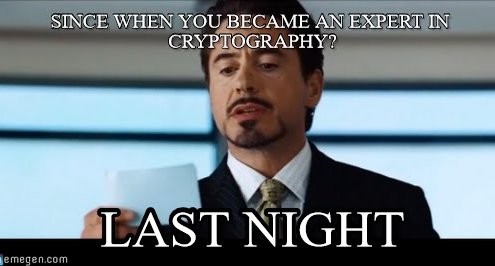 SINCE WHEN YOU BECAME AN EXPERT IN
CRYPTOGRAPHY?
LAST NIGHT
emegen.com